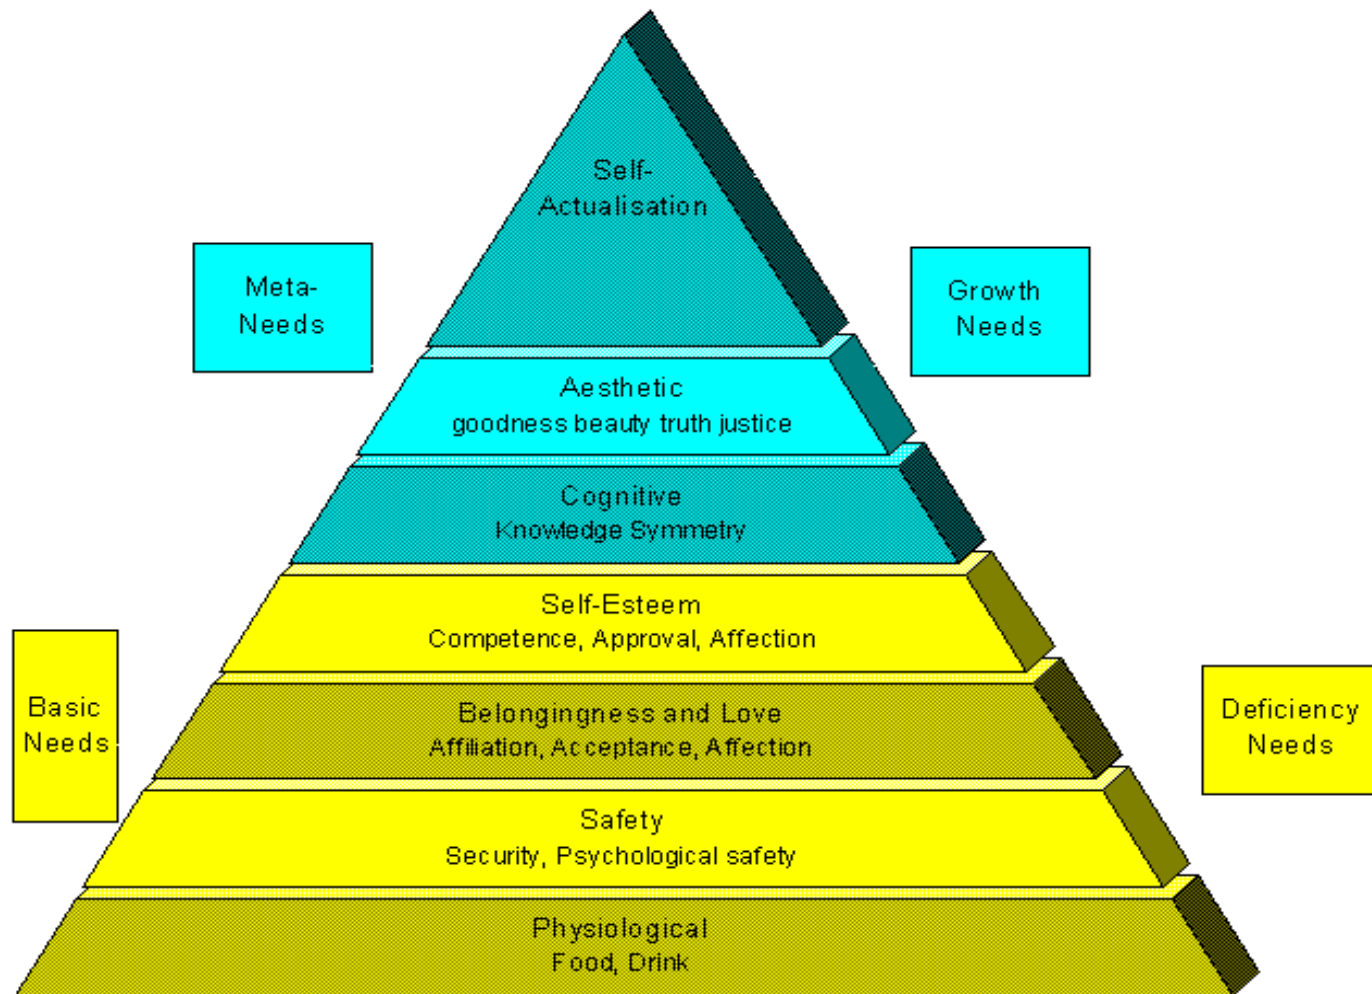 Self-
Actualisation
Meta-
Needs
Growth
Needs
Aesthetic
goodness beauty truth justice
Cognitive
Knowledge Symmetry
Self-Esteem
Competence, Approval, Affection
Basic
Needs
Belongingness and Love
Affiliation, Acceptance, Affection
Deficiency
Needs
Safety
Security, Psychological safety
Physiological
Food, Drink